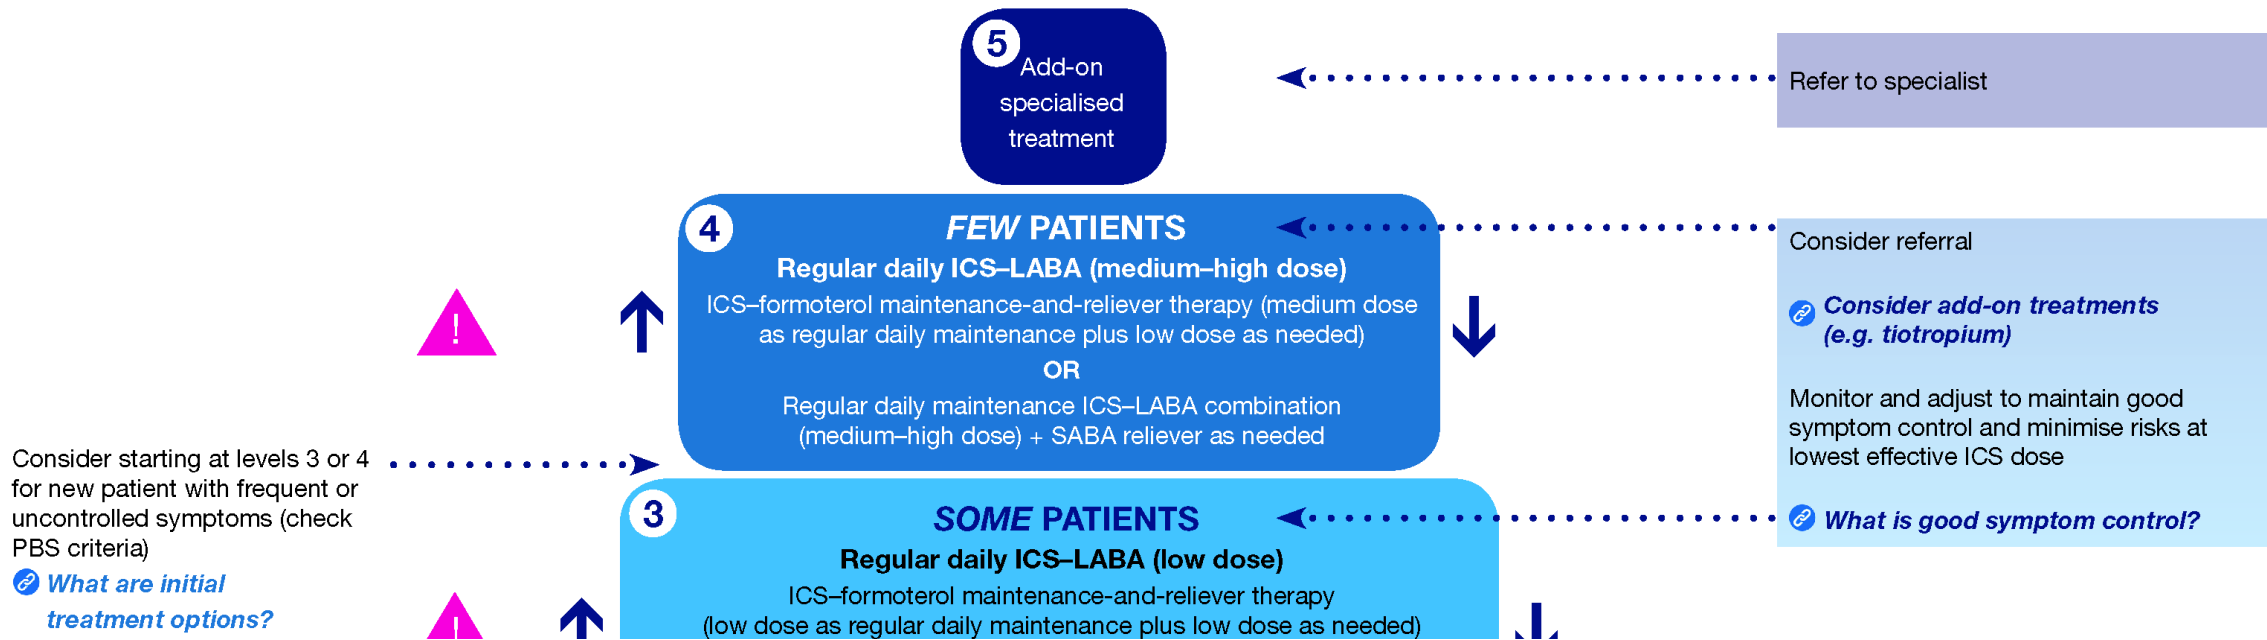 5
Add-on
specialised
treatment
Refer to specialist
4
FEW PATIENTS
Regular daily ICS–LABA (medium–high dose)
ICS–formoterol maintenance-and-reliever therapy (medium dose
as regular daily maintenance plus low dose as needed)
OR
Regular daily maintenance ICS–LABA combination
(medium–high dose) + SABA reliever as needed
!
Consider referral
Consider add-on treatments
(e.g. tiotropium)
Monitor and adjust to maintain good
symptom control and minimise risks at
lowest effective ICS dose
What is good symptom control?
Consider starting at levels 3 or 4
for new patient with frequent or
uncontrolled symptoms (check
PBS criteria)
What are initial
treatment options?
3
SOME PATIENTS
Regular daily ICS–LABA (low dose)
ICS–formoterol maintenance-and-reliever therapy
(low dose as regular daily maintenance plus low dose as needed)
!